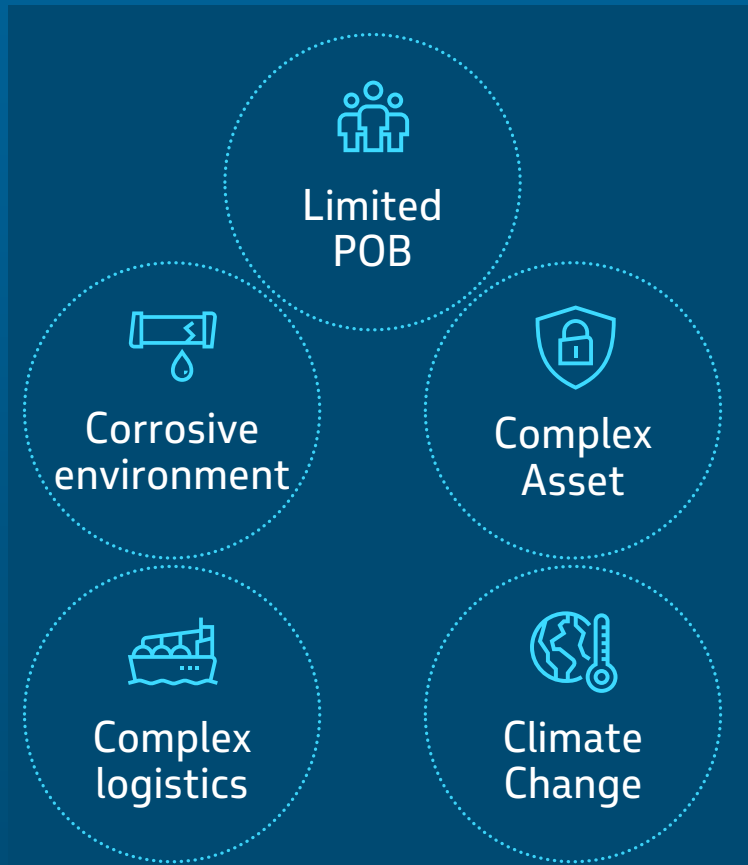 Limited
POB
Corrosive
environment
Complex
Asset
Complex
logistics
Climate
Change